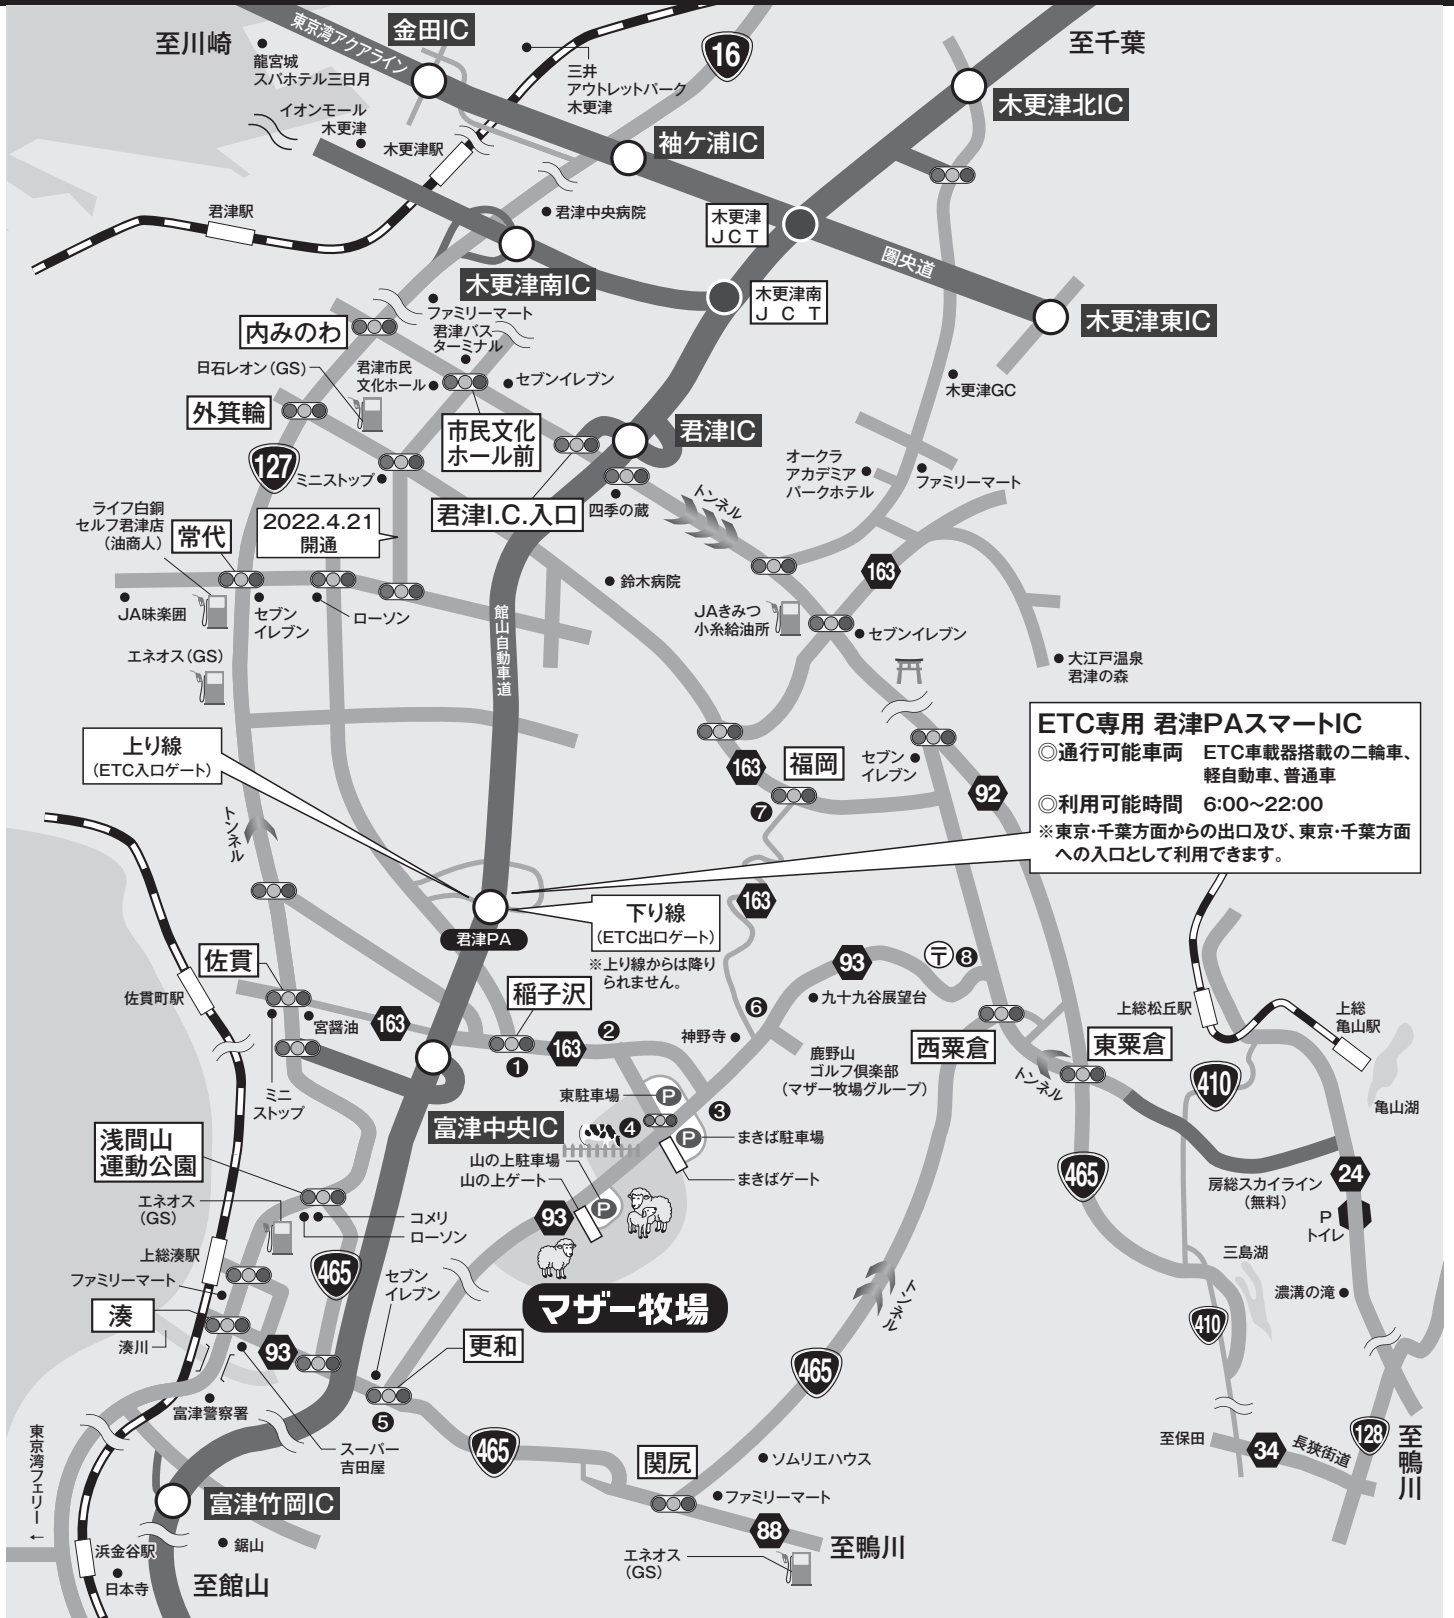 至川崎
東京湾アクアライン
金田IC
16
至千葉
龍宮城
スパホテル三日月
三井
アウトレットパーク
木更津
イオンモール
木更津
木更津駅
袖ケ浦IC
木更津北IC
君津駅
君津中央病院
木更津
JCT
圏央道
木更津南IC
木更津南
JCT
木更津東IC
内みのわ
ファミリーマート
君津バス
ターミナル
日石レオン(GS)
君津市民
文化ホール
セブンイレブン
木更津GC
外箕輪
市民文化
ホール前
君津IC
127
ミニストップ
オークラ
アカデミア
パークホテル
ファミリーマート
ライフ白銅
セルフ君津店
(油商人)
常代
2022.4.21
開通
君津I.C.入口
四季の蔵
トンネル
163
鈴木病院
JA味楽囲
セブン
イレブン
ローソン
館山自動車道
JAきみつ
小糸給油所
セブンイレブン
エネオス(GS)
大江戸温泉
君津の森
上り線
(ETC入口ゲート)
ETC専用 君津PAスマートIC
◎通行可能車両 ETC車載器搭載の二輪車、
軽自動車、普通車
◎利用可能時間 6:00~22:00
※東京・千葉方面からの出口及び、東京・千葉方面
への入口として利用できます。
163
福岡
セブン
イレブン
92
❼
トンネル
163
下り線
(ETC出口ゲート)
※上り線からは降り
られません。
君津PA
佐貫
93
〒
❽
佐貫町駅
稲子沢
九十九谷展望台
宮醤油
163
❶
163
❷
神野寺
❻
上総松丘駅
上総
亀山駅
鹿野山
ゴルフ倶楽部
(マザー牧場グループ)
西粟倉
東粟倉
トンネル
410
亀山湖
ミニ
ストップ
東駐車場
P
富津中央IC
❹
❸
P
まきば駐車場
まきばゲート
浅間山
運動公園
山の上駐車場
山の上ゲート
P
93
465
房総スカイライン
(無料)
24
P
トイレ
エネオス
(GS)
コメリ
ローソン
上総湊駅
465
セブン
イレブン
ファミリーマート
マザー牧場
三島湖
濃溝の滝
湊
トンネル
410
湊川
93
更和
465
富津警察署
❺
128
東京湾フェリー
←
スーパー
吉田屋
465
関尻
ソムリエハウス
至保田
34
長狭街道
至鴨川
富津竹岡IC
ファミリーマート
88
至鴨川
浜金谷駅
鋸山
エネオス
(GS)
日本寺
至館山